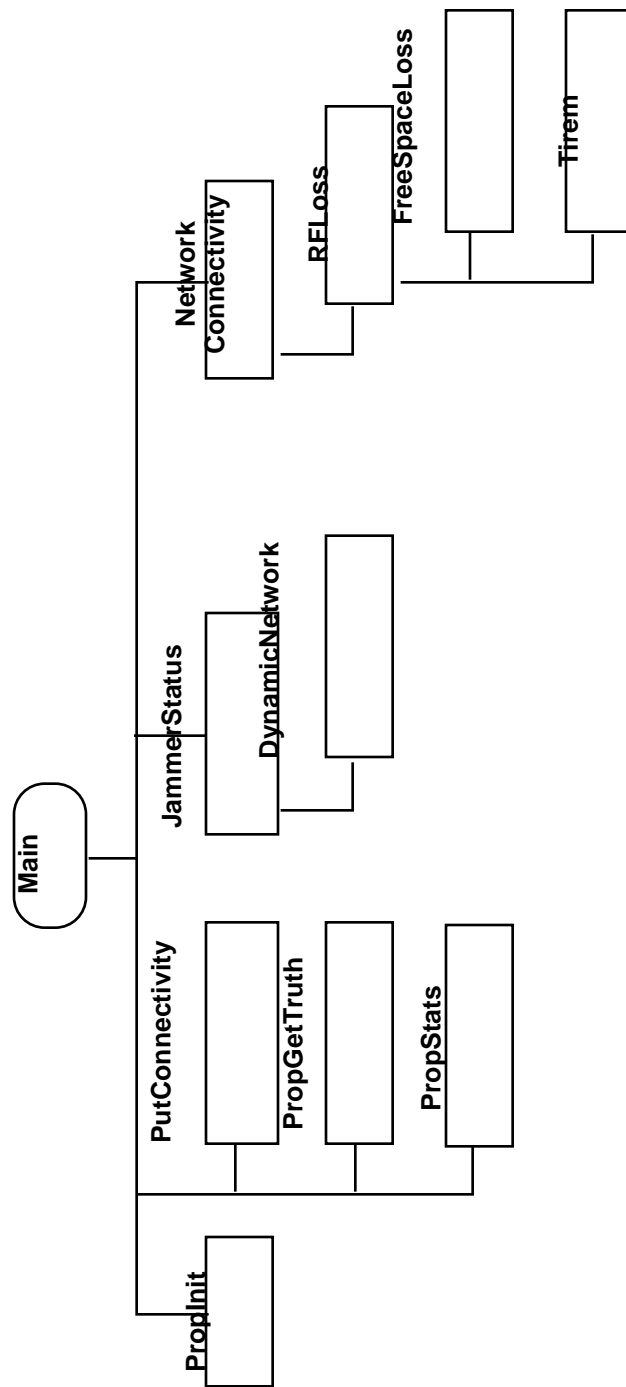 Main
PropInit
PutConnectivity
PropGetTruth
PropStats
JammerStatus
DynamicNetwork
Network
Connectivity
RFLoss
FreeSpaceLoss
Tirem